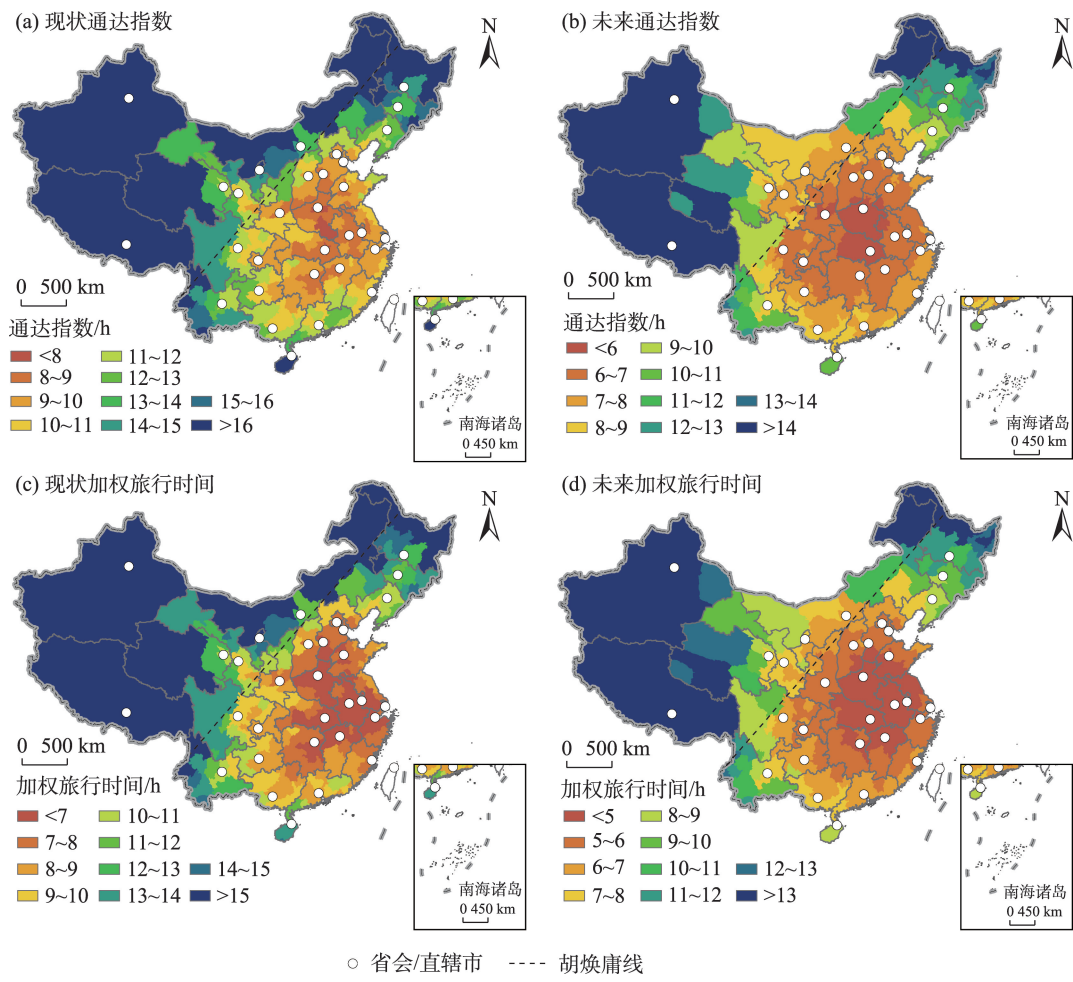 (a) 现状通达指数
N
0 500 km
通达指数/h
<8
8~9
9~10
10~11
11~12
12~13
13~14
14~15
15~16
>16
南海诸岛
0 450 km
(b) 未来通达指数
N
0 500 km
通达指数/h
<6
6~7
7~8
8~9
9~10
10~11
11~12
12~13
13~14
>14
南海诸岛
0 450 km
(c) 现状加权旅行时间
N
0 500 km
加权旅行时间/h
<7
7~8
8~9
9~10
10~11
11~12
12~13
13~14
14~15
>15
南海诸岛
0 450 km
(d) 未来加权旅行时间
N
0 500 km
加权旅行时间/h
<5
5~6
6~7
7~8
8~9
9~10
10~11
11~12
12~13
>13
南海诸岛
0 450 km
省会/直辖市
胡焕庸线